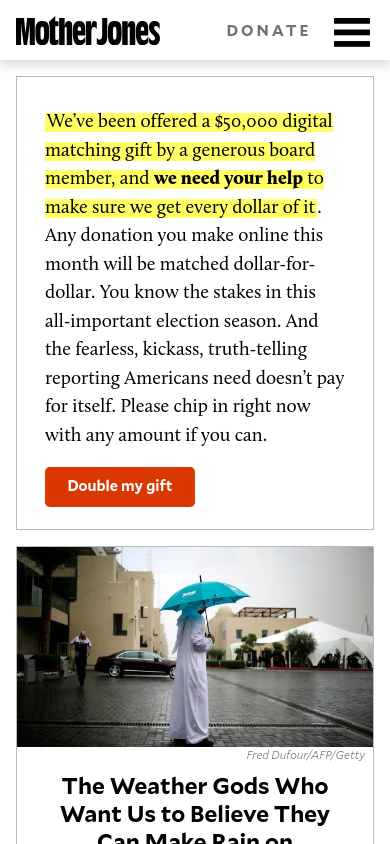 Mother Jones
DONATE
We've been offered a $50,000 digital
matching gift by a generous board
member, and we need your help to
make sure we get every dollar of it.
Any donation you make online this
month will be matched dollar-for-
dollar. You know the stakes in this
all-important election season. And
the fearless, kickass, truth-telling
reporting Americans need doesn't pay
for itself. Please chip in right now
with any amount if you can.
Double my gift
Fred Dufour/AFP/Getty
The Weather Gods Who
Want Us to Believe They
Can Make Rain on